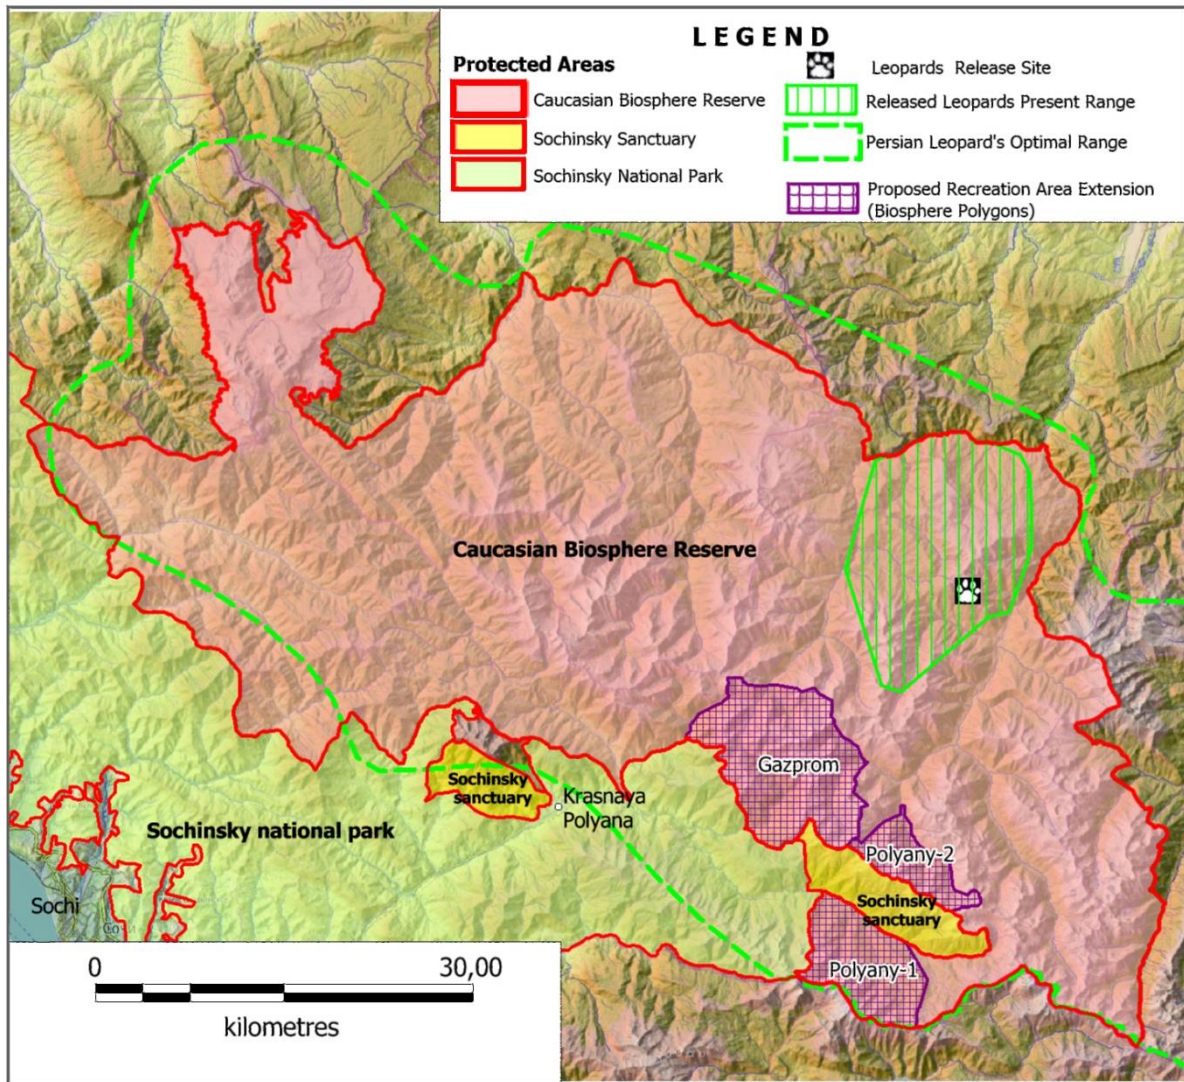 LEGEND
Protected Areas
Caucasian Biosphere Reserve
Sochinsky Sanctuary
Sochinsky National Park
Leopards Release Site
Released Leopards Present Range
Persian Leopard's Optimal Range
Proposed Recreation Area Extension
(Biosphere Polygons)
Caucasian Biosphere Reserve
Gazprom
Sochinsky
sanctuary
Krasnaya
Polyana
Sochinsky national park
Polyany-2
Sochinsky
sanctuary
Sochi
Polyany-1
0
30,00
kilometres